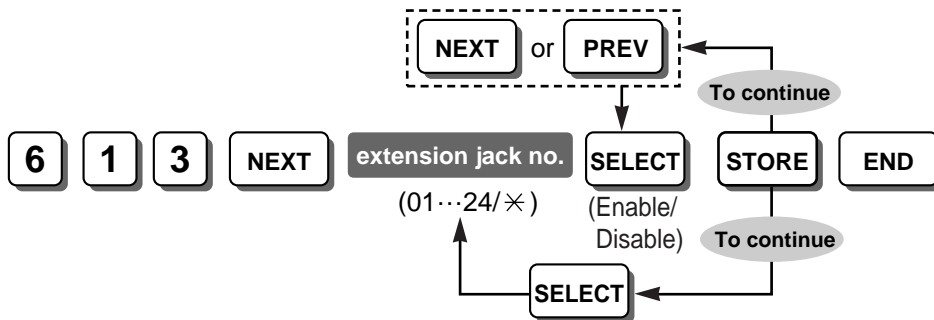 NEXT or PREV
To continue
6 1 3 NEXT extension jack no. SELECT STORE END
(01···24/✳)
(Enable/
Disable)
To continue
SELECT